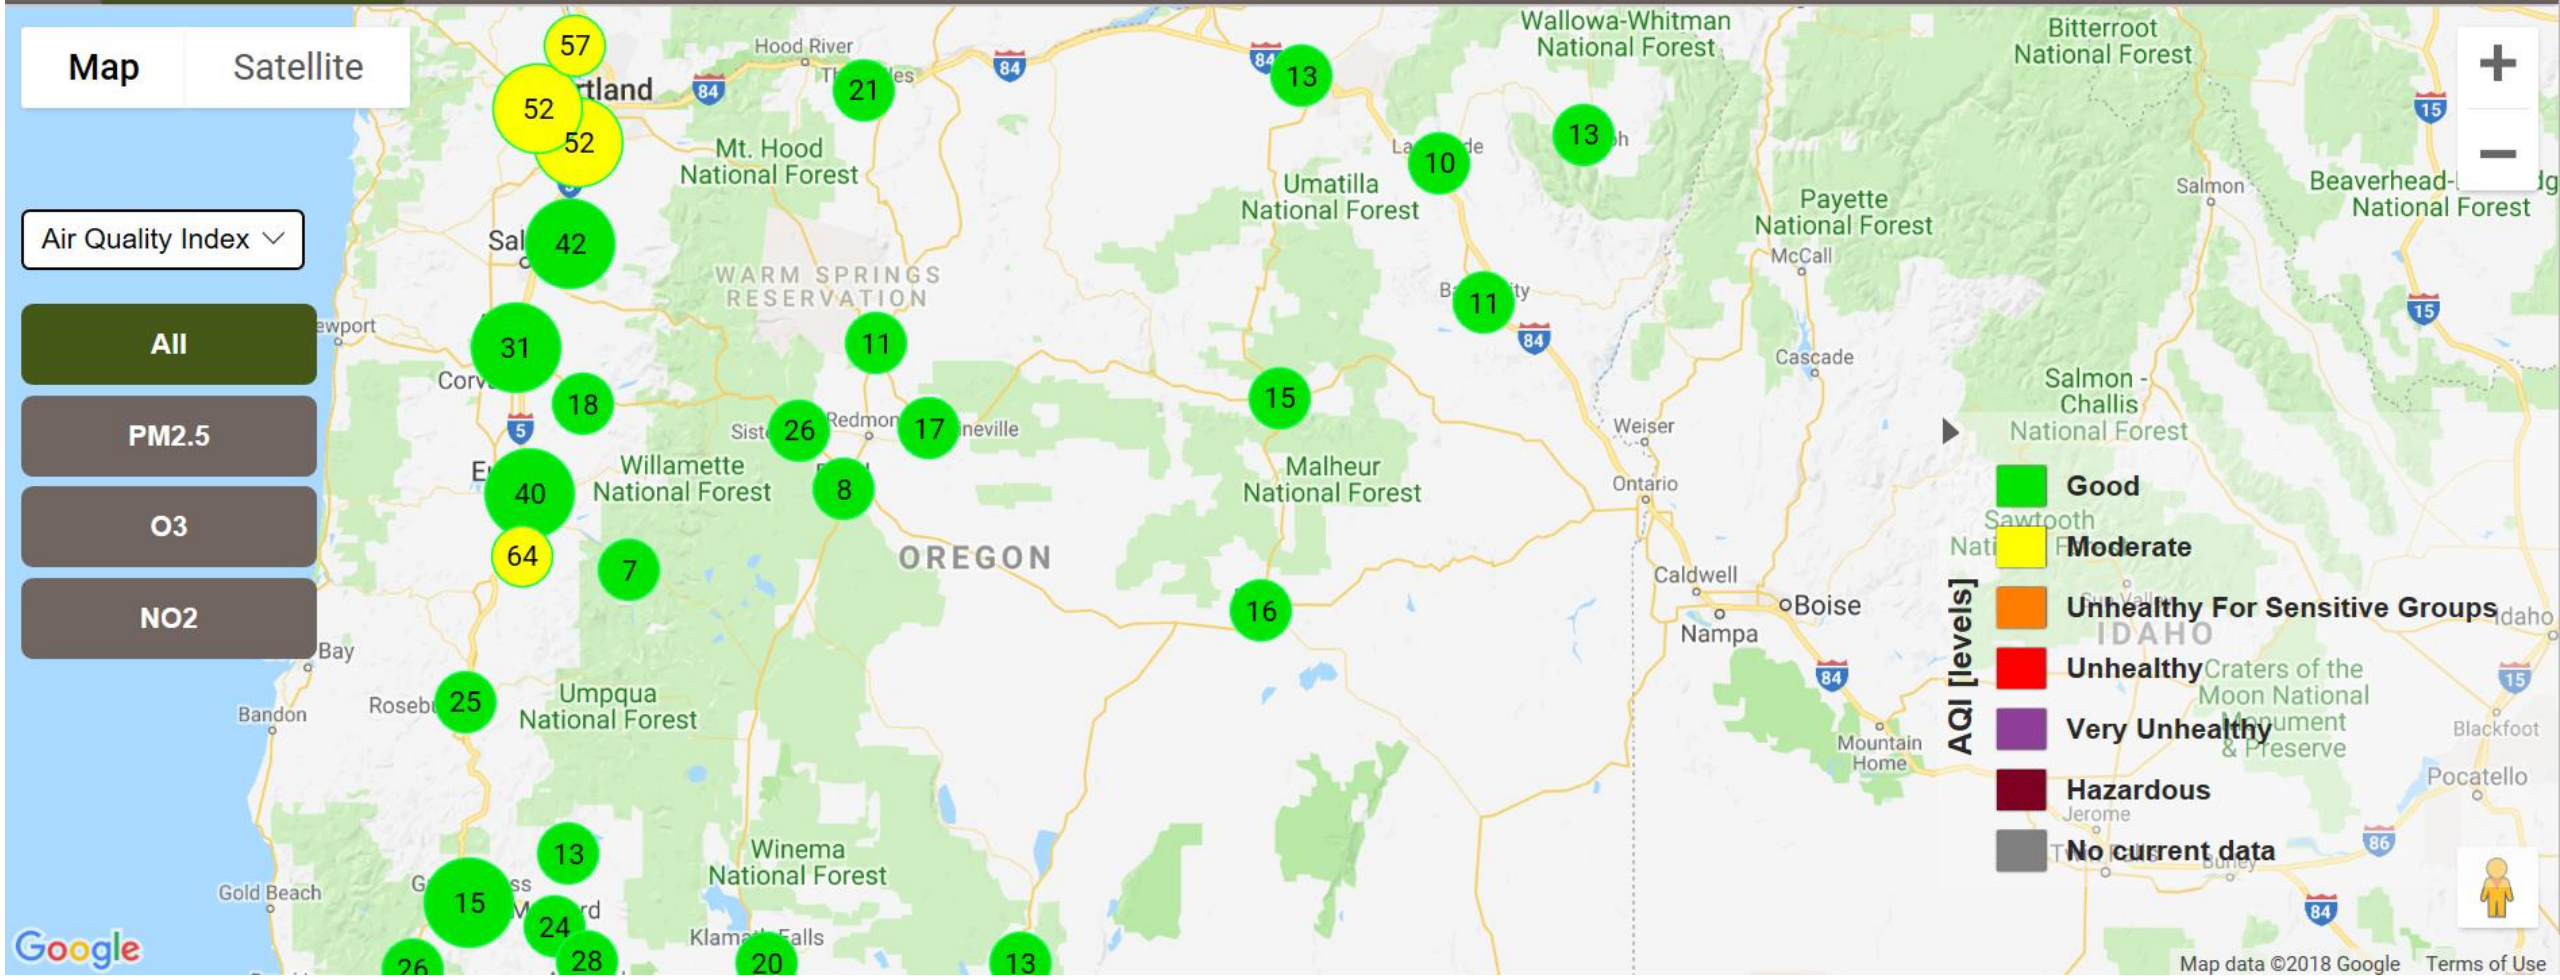 Map
Satellite
Air Quality Index
All
PM2.5
O3
NO2
57
52
52
42
31
18
40
64
7
25
13
15
24
28
26
20
13
21
11
26
17
8
13
10
13
11
15
16
84
84
84
84
84
84
5
15
15
15
86
Hood River
Mt. Hood
National Forest
WARM SPRINGS
RESERVATION
Willamette
National Forest
OREGON
Umpqua
National Forest
Winema
National Forest
Bandon
Bay
Gold Beach
Umatilla
National Forest
Malheur
National Forest
Wallowa-Whitman
National Forest
Payette
National Forest
McCall
Cascade
Weiser
Ontario
Caldwell
Nampa
Boise
Mountain
Home
Bitterroot
National Forest
Salmon
National Forest
Salmon -
Challis
National Forest
Sawtooth
IDAHO
Idaho
Craters of the
Moon National
Monument
& Preserve
Blackfoot
Pocatello
Jerome
AQI [levels]
Good
Moderate
Unhealthy For Sensitive Groups
Unhealthy
Very Unhealthy
Hazardous
No current data
Google
Map data ©2018 Google
Terms of Use